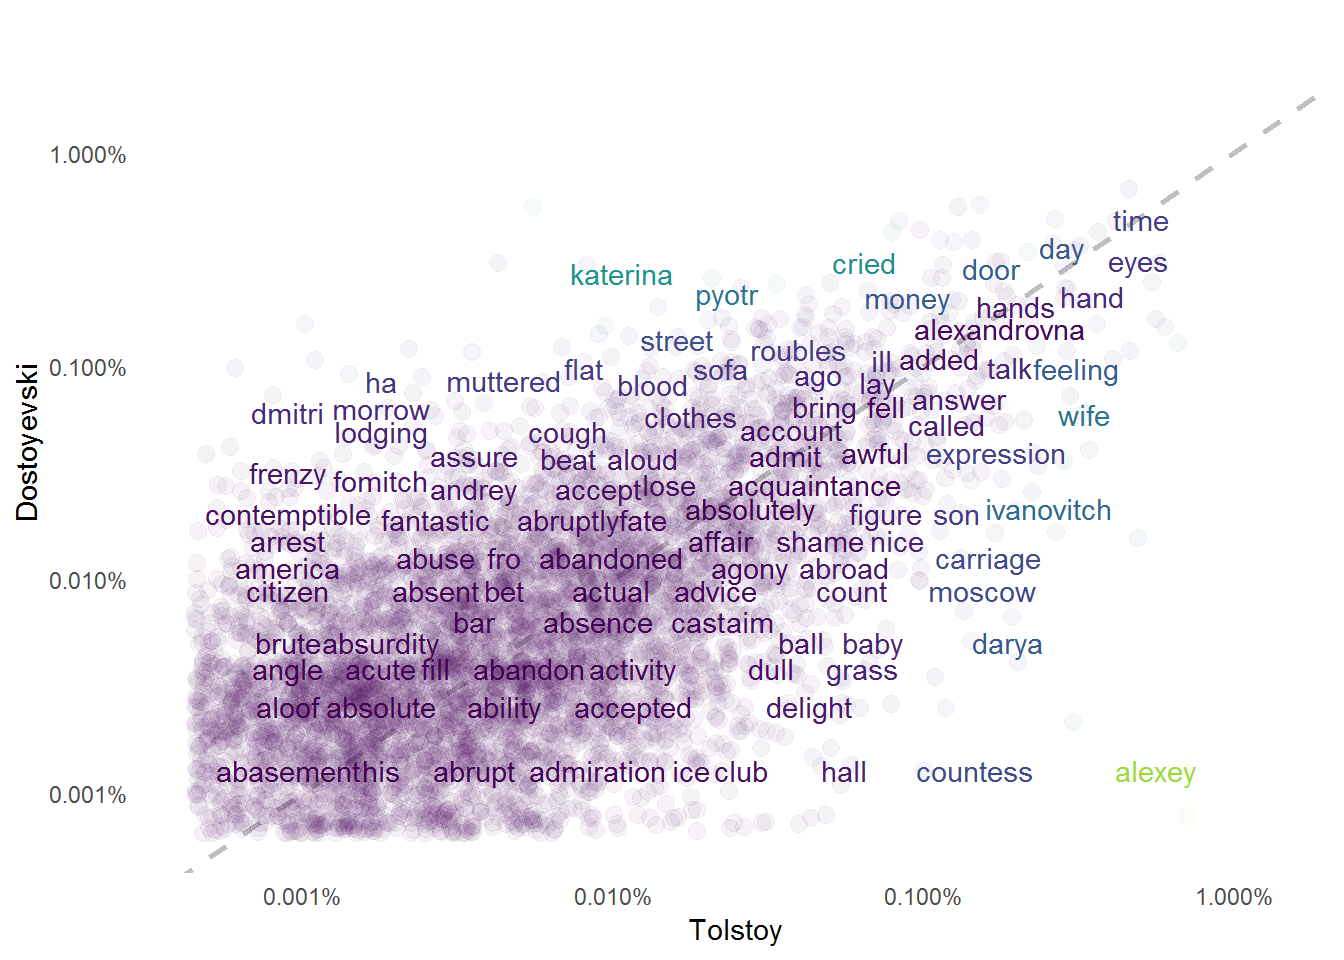 1.000%
time
day
eyes
cried
door
katerina
pyotr
money
hand
hands
alexandrovna
street
roubles
0.100%
flat
sofa
ago
ill
added
talk
feeling
ha
muttered
blood
lay
dmitri
morrow
clothes
bring
fell
answer
wife
lodging
cough
account
called
assure
beat
aloud
admit
awful
expression
Dostoyevski
frenzy
fomitch
andrey
accept
lose
acquaintance
contemptible
fantastic
abruptly
fate
absolutely
figure
son
ivanovitch
arrest
affair
shame
nice
0.010%
america
abuse
fro
abandoned
agony
abroad
carriage
citizen
absent
bet
actual
advice
count
moscow
bar
absence
castaim
brute
absurdity
ball
baby
darya
angle
acute
fill
abandon
activity
dull
grass
aloof
absolute
ability
accepted
delight
0.001%
abasement
his
abrupt
admiration
ice
club
hall
countess
alexey
0.001%
0.010%
0.100%
1.000%
Tolstoy